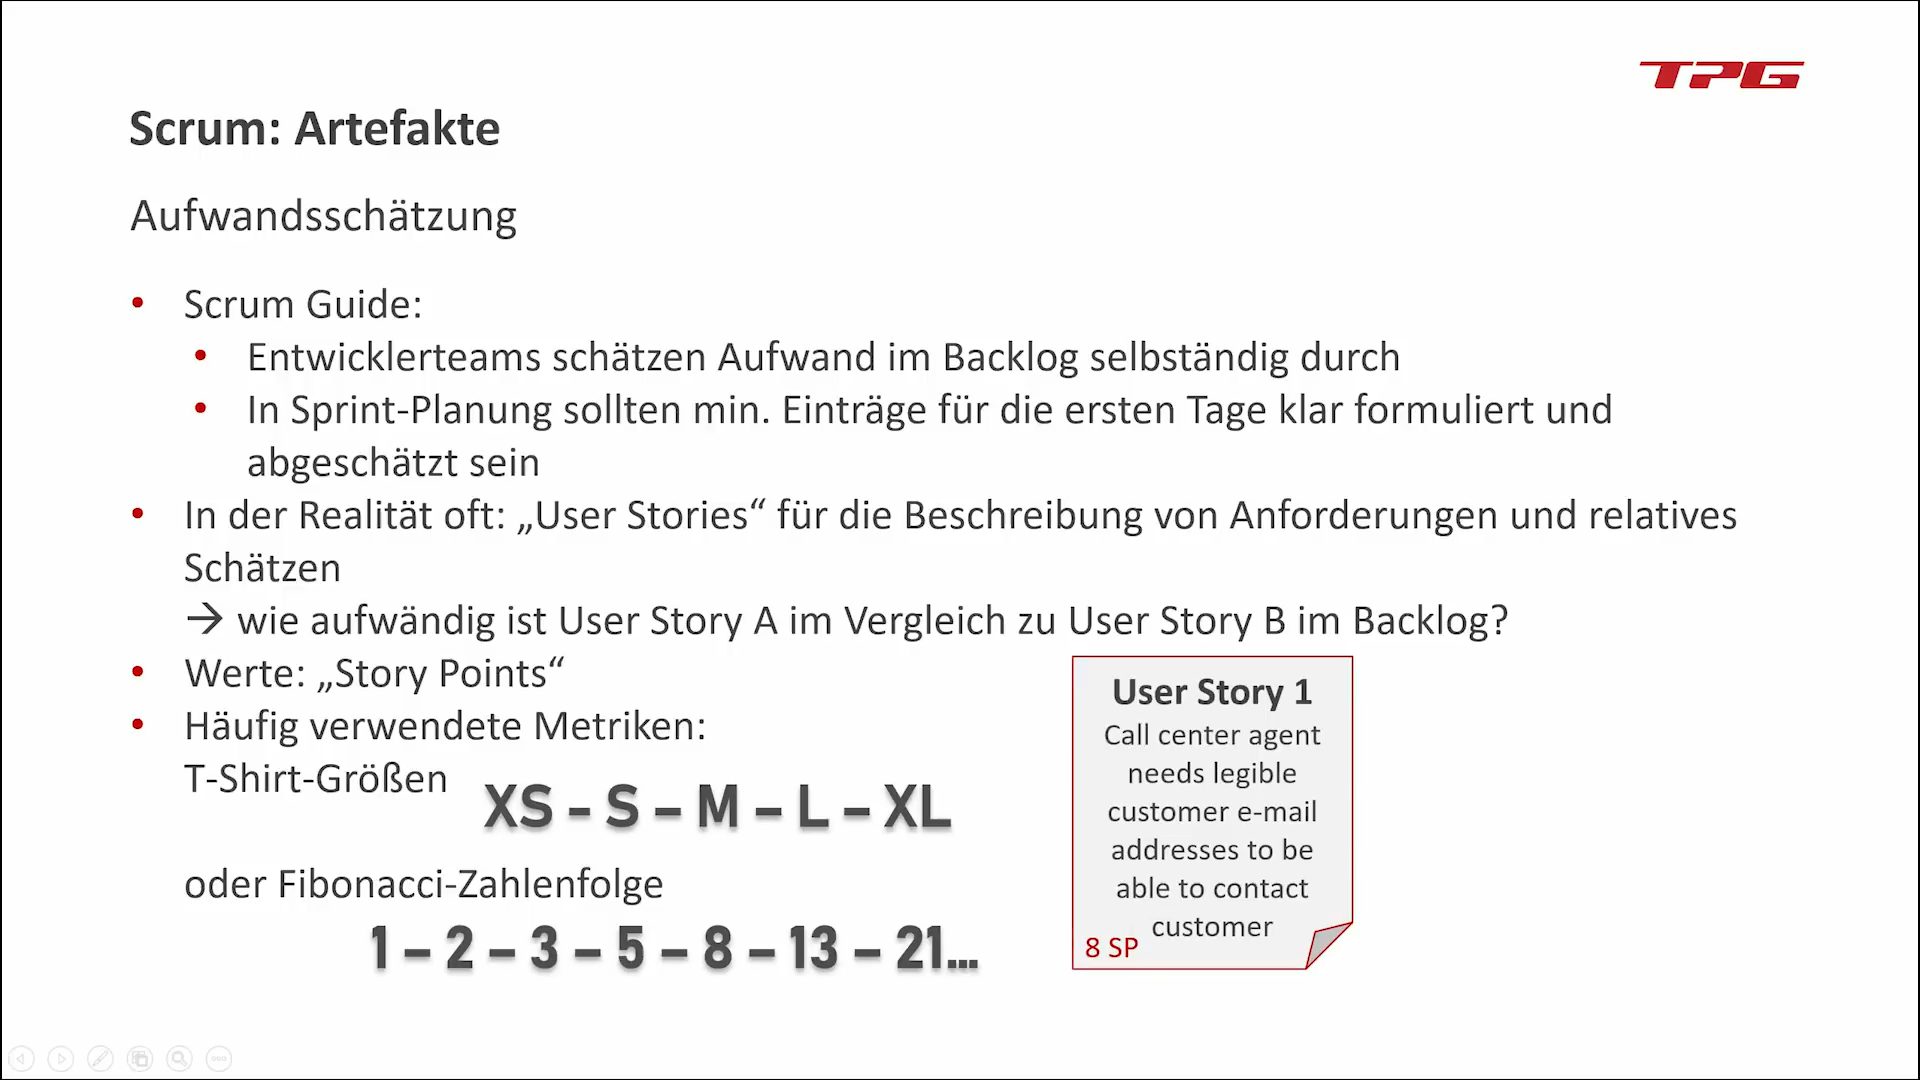 TPG
Scrum: Artefakte
Aufwandsschätzung
• Scrum Guide:
• Entwicklerteams schätzen Aufwand im Backlog selbständig durch
• In Sprint-Planung sollten min. Einträge für die ersten Tage klar formuliert und
abgeschätzt sein
• In der Realität oft: „User Stories“ für die Beschreibung von Anforderungen und relatives
Schätzen
→ wie aufwändig ist User Story A im Vergleich zu User Story B im Backlog?
• Werte: „Story Points“
• Häufig verwendete Metriken:
T-Shirt-Größen
XS - S – M – L – XL
oder Fibonacci-Zahlenfolge
1 – 2 – 3 – 5 – 8 – 13 – 21...
User Story 1
Call center agent
needs legible
customer e-mail
addresses to be
able to contact
customer
8 SP